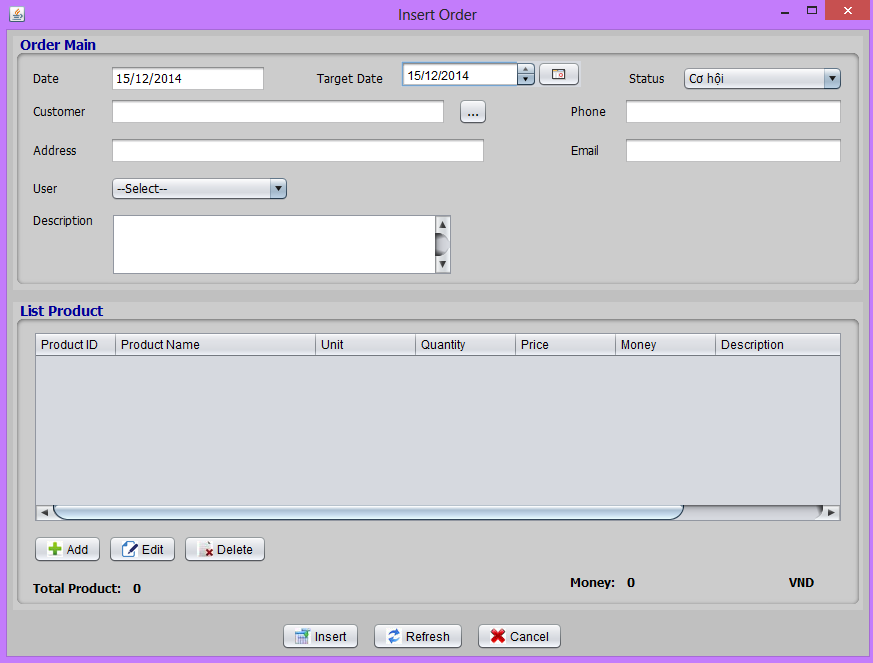 Insert Order
Order Main
Date 15/12/2014 Target Date 15/12/2014 Status Cơ hội
Customer ... Phone
Address Email
User --Select--
Description
List Product
Product ID Product Name Unit Quantity Price Money Description
Add Edit Delete
Total Product: 0 Money: 0 VND
Insert Refresh Cancel